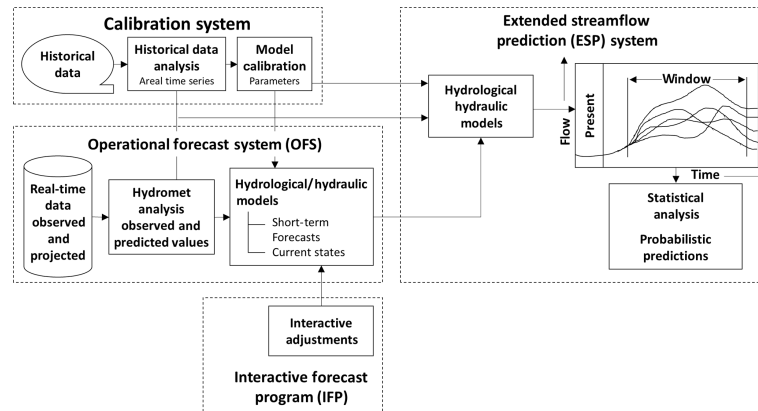 Calibration system
Historical
data
Historical data
analysis
Areal time series
Model
calibration
Parameters
Operational forecast system (OFS)
Real-time
data
observed
and
projected
Hydromet
analysis
observed and
predicted values
Hydrological/hydraulic
models
Short-term
Forecasts
Current states
Interactive
adjustments
Interactive forecast
program (IFP)
Extended streamflow
prediction (ESP) system
Hydrological
hydraulic
models
Flow
Present
Window
Time
Statistical
analysis
Probabilistic
predictions